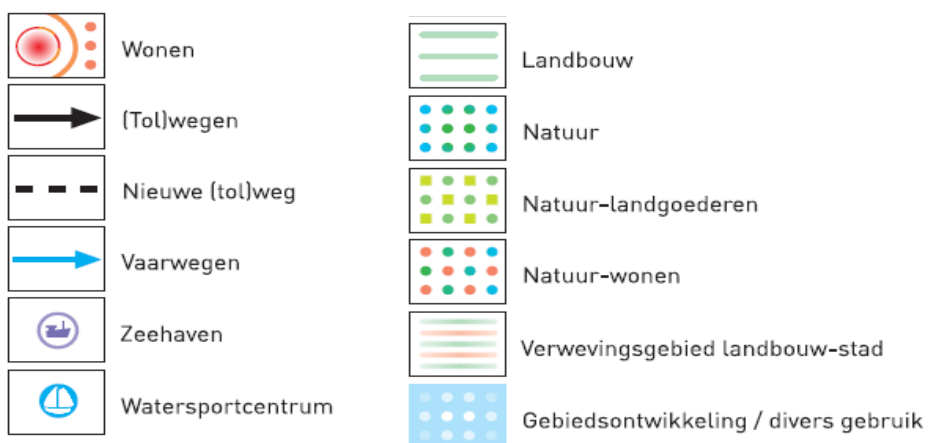 Wonen
(Tol)wegen
Nieuwe (tol)weg
Vaarwegen
Zeehaven
Watersportcentrum
Landbouw
Natuur
Natuur-landgoederen
Natuur-wonen
Verwevingsgebied landbouw-stad
Gebiedsontwikkeling / divers gebruik